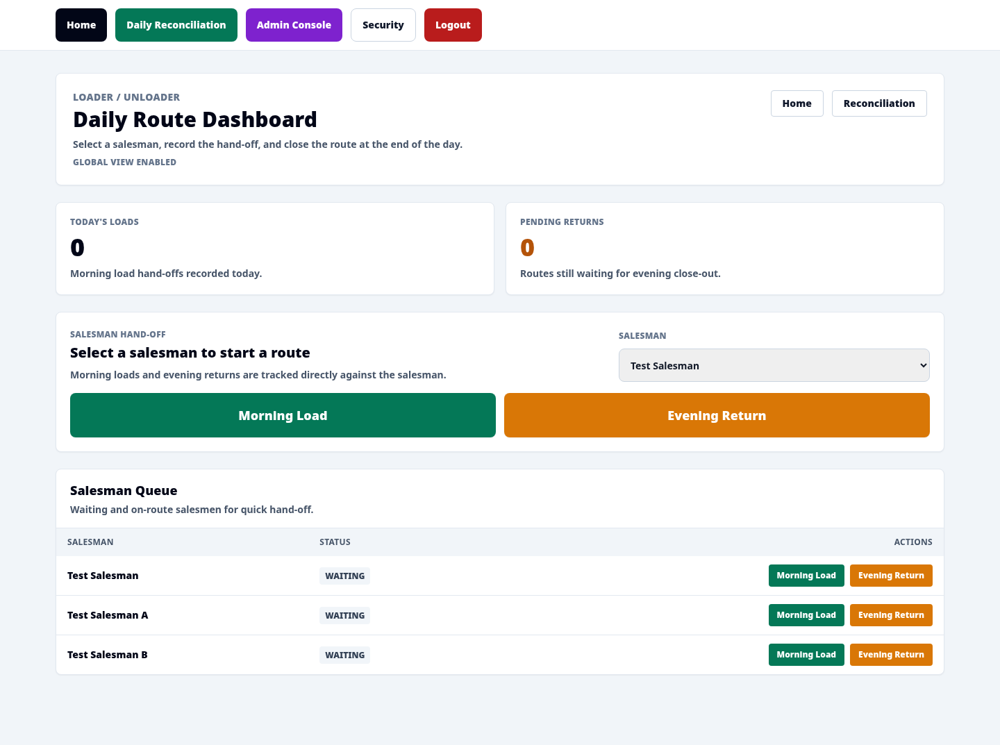 Home Daily Reconciliation Admin Console Security Logout
LOADER / UNLOADER
Daily Route Dashboard
Select a salesman, record the hand-off, and close the route at the end of the day.
GLOBAL VIEW ENABLED
Home Reconciliation
TODAY'S LOADS
0
Morning load hand-offs recorded today.
PENDING RETURNS
0
Routes still waiting for evening close-out.
SALESMAN HAND-OFF
Select a salesman to start a route
Morning loads and evening returns are tracked directly against the salesman.
SALESMAN
Test Salesman
Morning Load Evening Return
Salesman Queue
Waiting and on-route salesmen for quick hand-off.
SALESMAN STATUS ACTIONS
Test Salesman WAITING Morning Load Evening Return
Test Salesman A WAITING Morning Load Evening Return
Test Salesman B WAITING Morning Load Evening Return